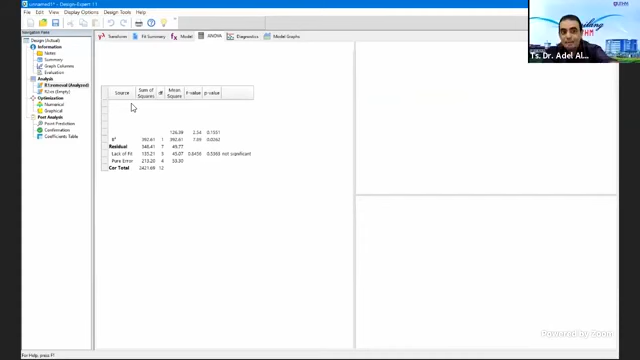 unnamed1* - Design-Expert 11
File Edit View Display Options Design Tools Help
Navigation Pane
Design (Actual)
Information
Notes
Summary
Graph Columns
Evaluation
Analysis
R1:removal (Analyzed)
R2:cc (Empty)
Optimization
Numerical
Graphical
Post Analysis
Point Prediction
Confirmation
Coefficients Table
Transform Fit Summary Model ANOVA Diagnostics Model Graphs
Source Sum of Squares df Mean Square F-value p-value
126.39 2.54 0.1551
392.61 1 392.61 7.89 0.0262
Residual 348.41 7 49.77
Lack of Fit 135.21 3 45.07 0.8456 not significant
Pure Error 213.20 4 53.30
Cor Total 2421.69 12
For Help, press F1
Ts. Dr. Adel Al...
Powered by Zoom